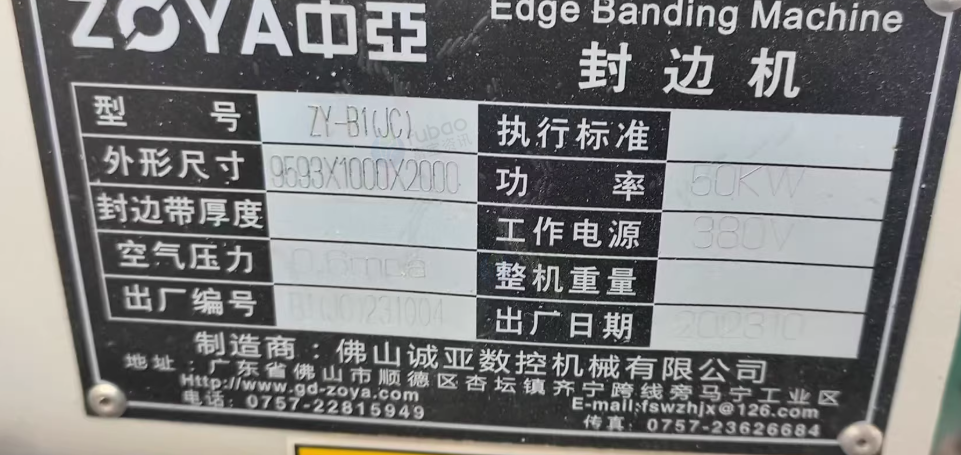 ZOYA中亞
Edge Banding Machine
封边机
型号 ZY-B1(JC) 执行标准
外形尺寸 9593X1000X2000 功率 50KW
封边带厚度 工作电源 380V
空气压力 0.6mpa 整机重量
出厂编号 B1(JC)231004 出厂日期 202310
制造商：佛山诚亚数控机械有限公司
地址：广东省佛山市顺德区杏坛镇齐宁跨线旁马宁工业区
Http://www.gd-zoya.com E-mail:fswzhjx@126.com
电话：0757-22815949 传真：0757-23626684